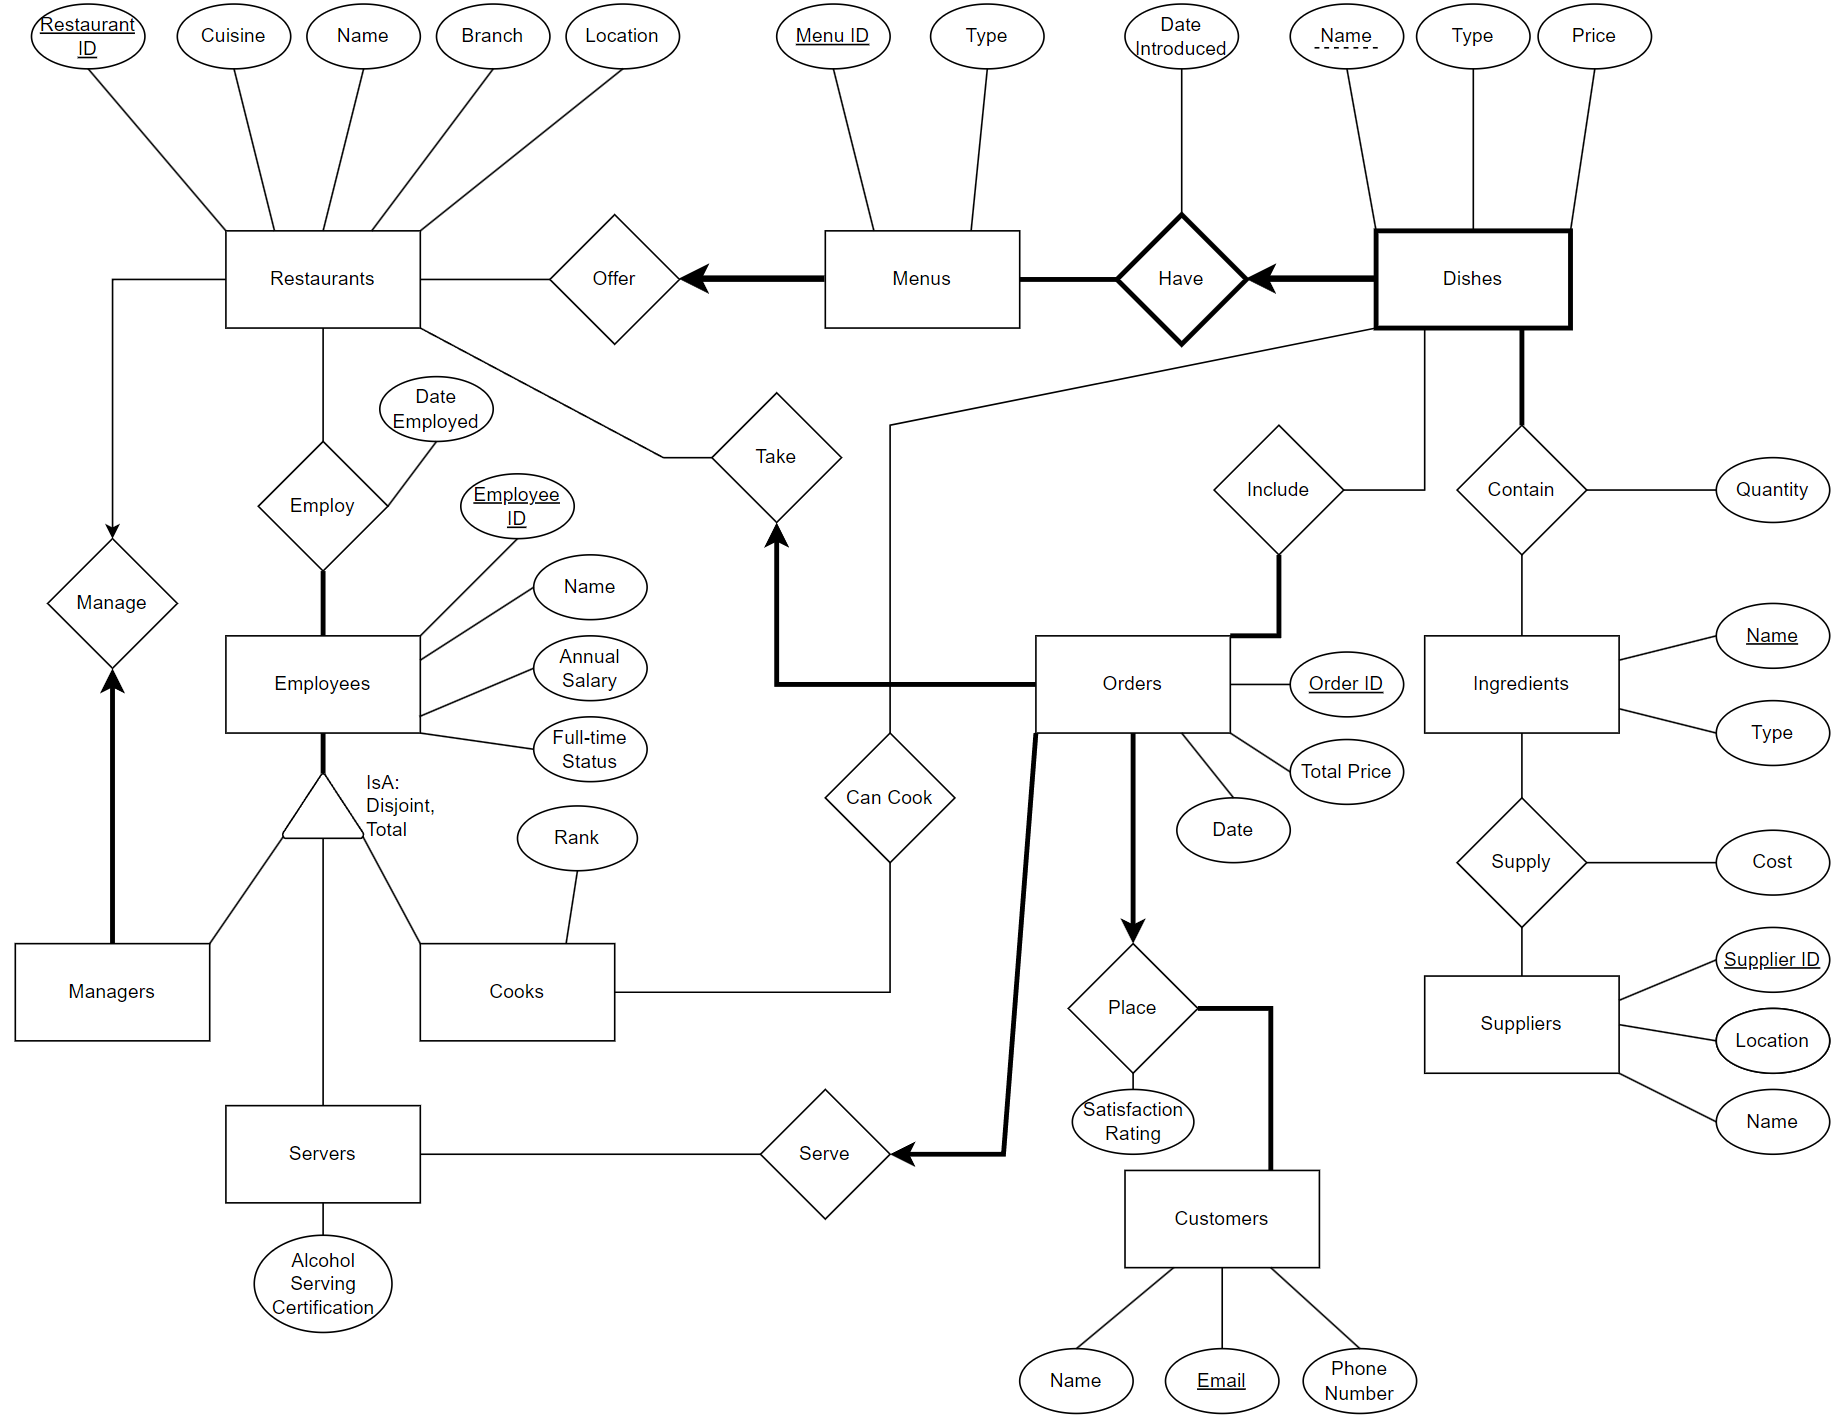 Restaurant
ID
Cuisine
Name
Branch
Location
Menu ID
Type
Date
Introduced
Name
Type
Price
Restaurants
Offer
Menus
Have
Dishes
Date
Employed
Take
Employee
ID
Employ
Include
Contain
Quantity
Name
Manage
Annual
Salary
Employees
Full-time
Status
Orders
Order ID
Ingredients
Name
Type
Total Price
Date
IsA:
Disjoint,
Total
Can Cook
Rank
Supply
Cost
Managers
Cooks
Place
Supplier ID
Suppliers
Location
Name
Satisfaction
Rating
Servers
Serve
Customers
Alcohol
Serving
Certification
Name
Email
Phone
Number